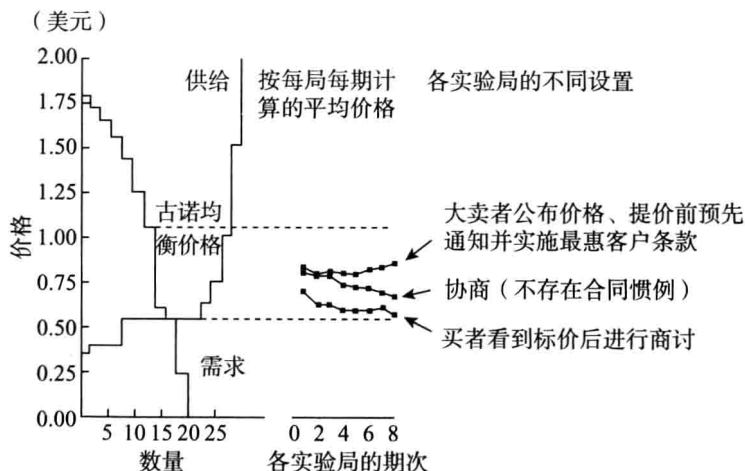 （美元）
2.00
1.75
1.50
1.25
1.00
0.75
0.50
0.25
0.00
价格
5 10 15 20 25
数量
供给
古诺均
衡价格
需求
按每局每期计
算的平均价格
各实验局的不同设置
大卖者公布价格、提价前预先
通知并实施最惠客户条款
协商（不存在合同惯例）
买者看到标价后进行商讨
0 2 4 6 8
各实验局的期次